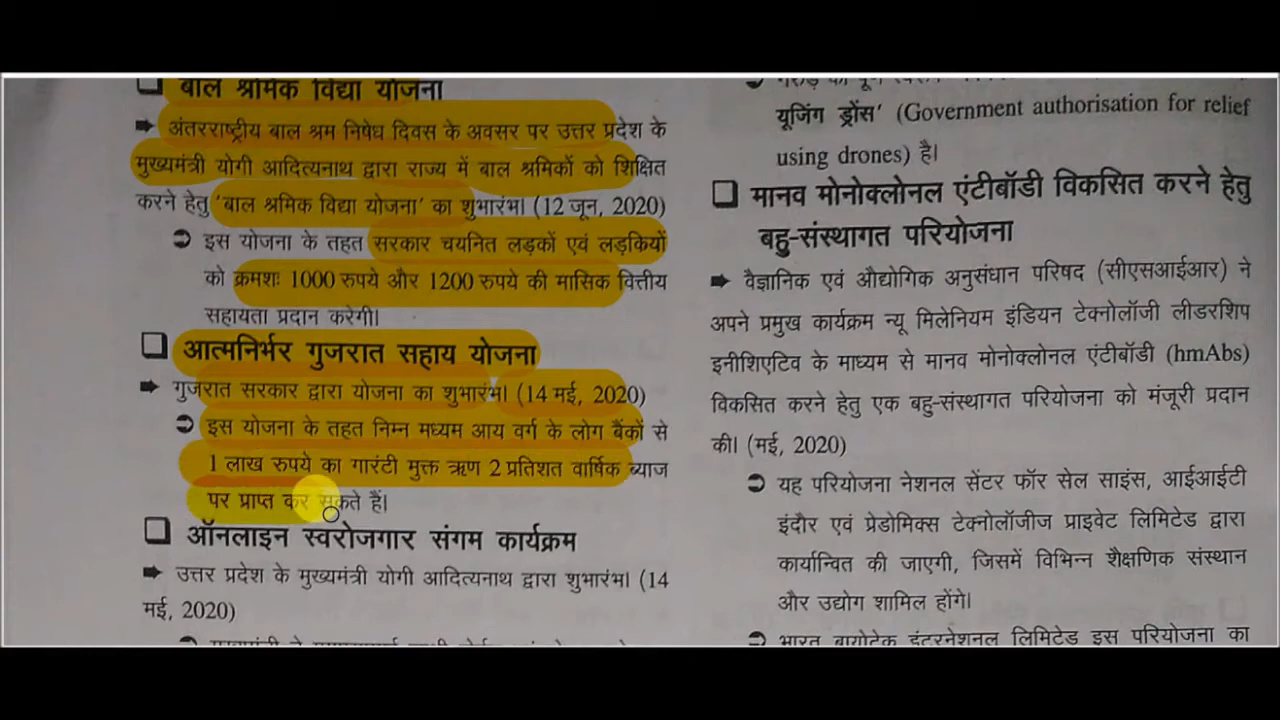 ❑ बाल श्रमिक विद्या योजना
➡ अंतरराष्ट्रीय बाल श्रम निषेध दिवस के अवसर पर उत्तर प्रदेश के
मुख्यमंत्री योगी आदित्यनाथ द्वारा राज्य में बाल श्रमिकों को शिक्षित
करने हेतु 'बाल श्रमिक विद्या योजना' का शुभारंभ। (12 जून, 2020)
➲ इस योजना के तहत सरकार चयनित लड़कों एवं लड़कियों
को क्रमशः 1000 रुपये और 1200 रुपये की मासिक वित्तीय
सहायता प्रदान करेगी।
❑ आत्मनिर्भर गुजरात सहाय योजना
➡ गुजरात सरकार द्वारा योजना का शुभारंभ। (14 मई, 2020)
➲ इस योजना के तहत निम्न मध्यम आय वर्ग के लोग बैंकों से
1 लाख रुपये का गारंटी मुक्त ऋण 2 प्रतिशत वार्षिक ब्याज
पर प्राप्त कर सकते हैं।
❑ ऑनलाइन स्वरोजगार संगम कार्यक्रम
➡ उत्तर प्रदेश के मुख्यमंत्री योगी आदित्यनाथ द्वारा शुभारंभ। (14
मई, 2020)
यूजिंग ड्रोंस' (Government authorisation for relief
using drones) है।
❑ मानव मोनोक्लोनल एंटीबॉडी विकसित करने हेतु
बहु-संस्थागत परियोजना
➡ वैज्ञानिक एवं औद्योगिक अनुसंधान परिषद (सीएसआईआर) ने
अपने प्रमुख कार्यक्रम न्यू मिलेनियम इंडियन टेक्नोलॉजी लीडरशिप
इनीशिएटिव के माध्यम से मानव मोनोक्लोनल एंटीबॉडी (hmAbs)
विकसित करने हेतु एक बहु-संस्थागत परियोजना को मंजूरी प्रदान
की। (मई, 2020)
➲ यह परियोजना नेशनल सेंटर फॉर सेल साइंस, आईआईटी
इंदौर एवं प्रेडोमिक्स टेक्नोलॉजीज प्राइवेट लिमिटेड द्वारा
कार्यान्वित की जाएगी, जिसमें विभिन्न शैक्षणिक संस्थान
और उद्योग शामिल होंगे।
➲ भारत बायोटेक इंटरनेशनल लिमिटेड इस परियोजना का